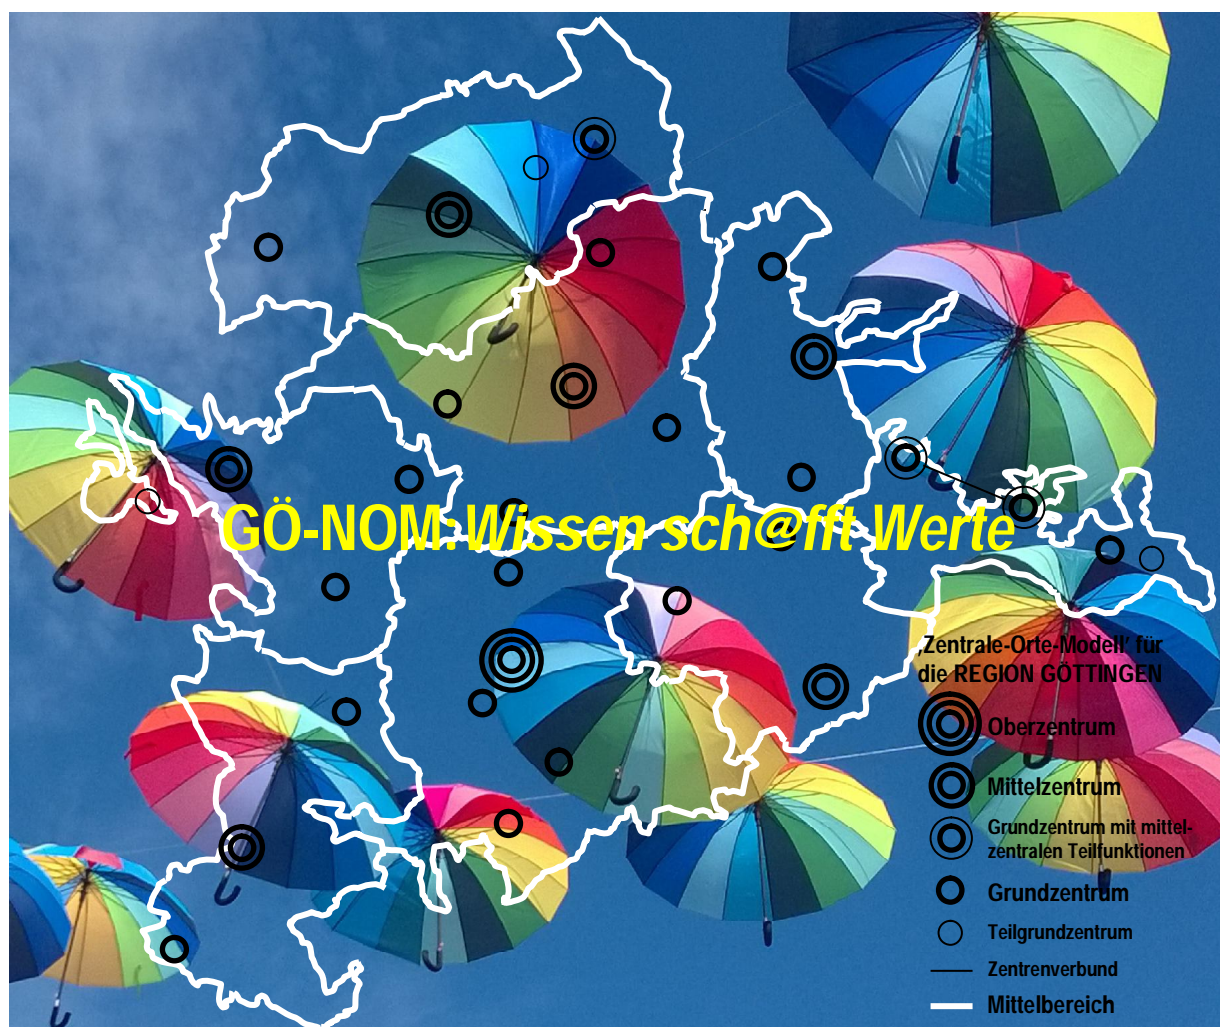 GÖ-NOM:Wissen sch@fft Werte
‚Zentrale-Orte-Modell‘ für
die REGION GÖTTINGEN
Oberzentrum
Mittelzentrum
Grundzentrum mit mittel-
zentralen Teilfunktionen
Grundzentrum
Teilgrundzentrum
Zentrenverbund
Mittelbereich